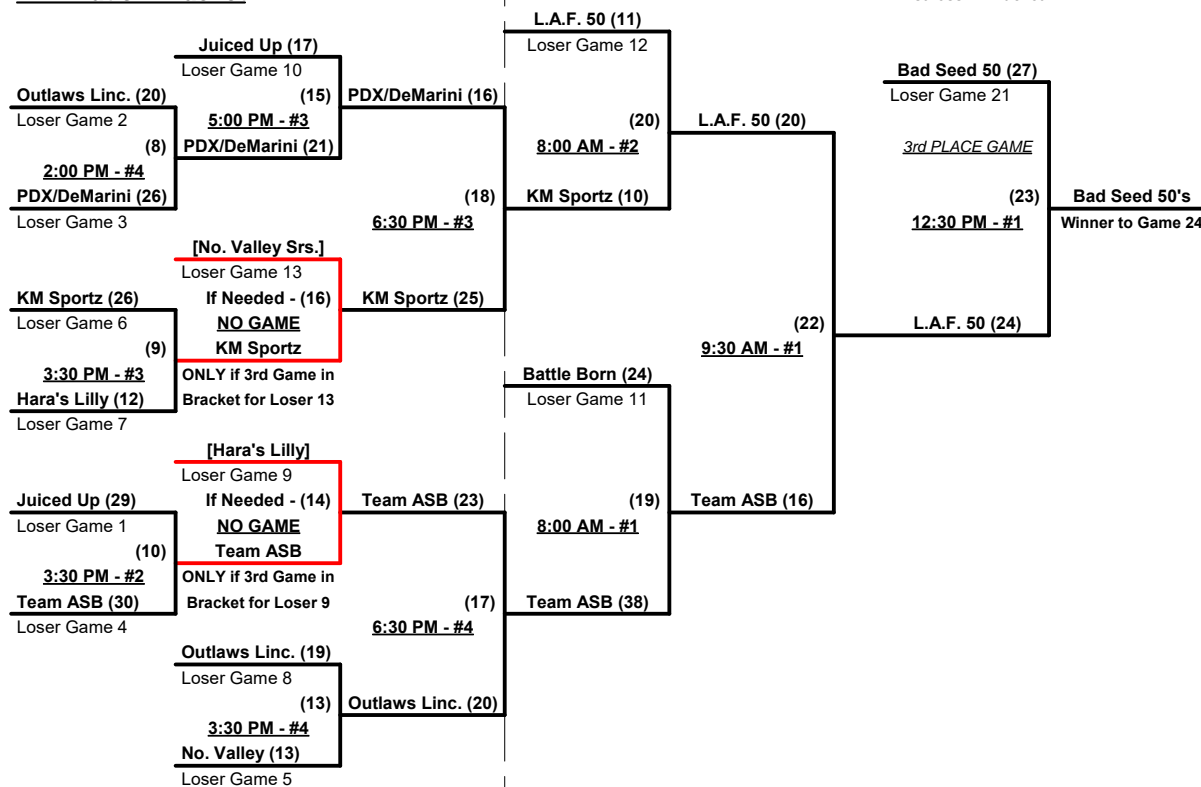 L.A.F. 50 (11)
Loser Game 12
Juiced Up (17)
Loser Game 10
Bad Seed 50 (27)
Loser Game 21
Outlaws Linc. (20)
Loser Game 2
(15)
5:00 PM - #3
PDX/DeMarini (16)
(20)
8:00 AM - #2
L.A.F. 50 (20)
(8)
2:00 PM - #4
PDX/DeMarini (21)
3rd PLACE GAME
PDX/DeMarini (26)
Loser Game 3
(18)
6:30 PM - #3
KM Sportz (10)
(23)
12:30 PM - #1
Bad Seed 50's
Winner to Game 24
[No. Valley Srs.]
Loser Game 13
KM Sportz (26)
Loser Game 6
If Needed - (16)
NO GAME
KM Sportz
KM Sportz (25)
(9)
3:30 PM - #3
ONLY if 3rd Game in
Bracket for Loser 13
(22)
9:30 AM - #1
L.A.F. 50 (24)
Hara's Lilly (12)
Loser Game 7
Battle Born (24)
Loser Game 11
[Hara's Lilly]
Loser Game 9
Juiced Up (29)
Loser Game 1
If Needed - (14)
NO GAME
Team ASB
Team ASB (23)
(19)
8:00 AM - #1
Team ASB (16)
(10)
3:30 PM - #2
ONLY if 3rd Game in
Bracket for Loser 9
Team ASB (30)
Loser Game 4
(17)
6:30 PM - #4
Team ASB (38)
Outlaws Linc. (19)
Loser Game 8
(13)
3:30 PM - #4
Outlaws Linc. (20)
No. Valley (13)
Loser Game 5